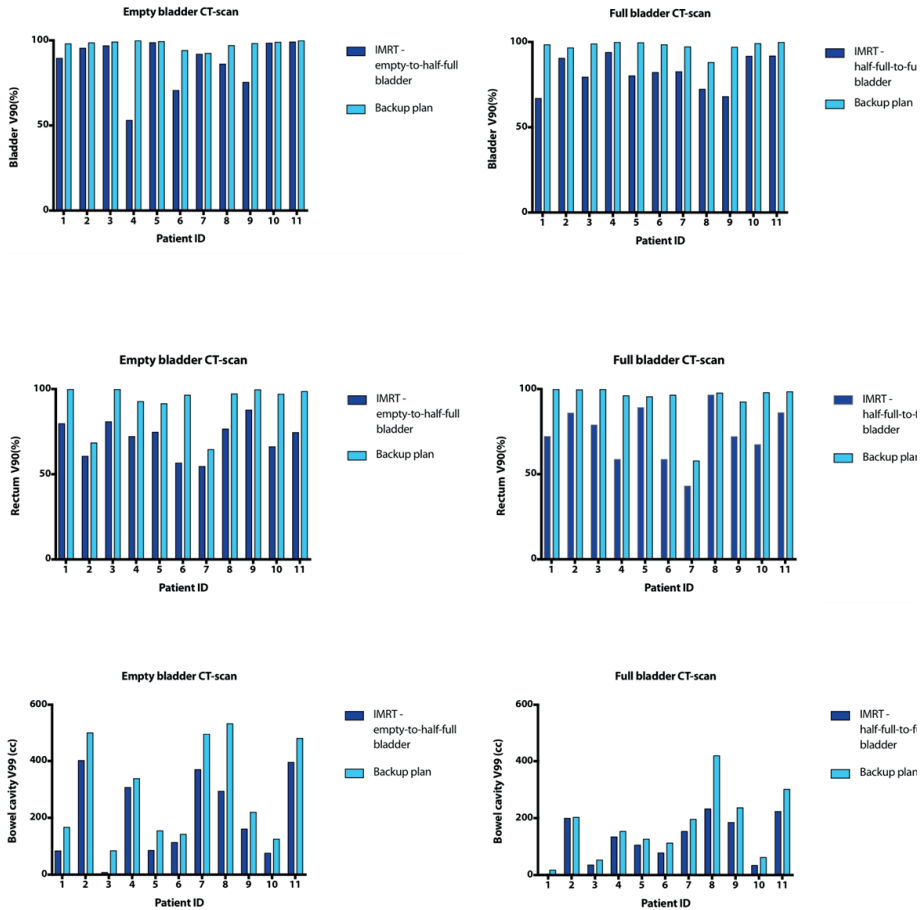 Empty bladder CT-scan
100
50
0
Bladder V90(%)
1 2 3 4 5 6 7 8 9 10 11
Patient ID
IMRT -
empty-to-half-full
bladder
Backup plan
Full bladder CT-scan
100
50
0
Bladder V90(%)
1 2 3 4 5 6 7 8 9 10 11
Patient ID
IMRT -
half-full-to-fu
bladder
Backup plan
Empty bladder CT-scan
100
50
0
Rectum V90(%)
1 2 3 4 5 6 7 8 9 10 11
Patient ID
IMRT -
empty-to-half-full
bladder
Backup plan
Full bladder CT-scan
100
50
0
Rectum V90(%)
1 2 3 4 5 6 7 8 9 10 11
Patient ID
IMRT -
half-full-to-f
bladder
Backup plan
Empty bladder CT-scan
600
400
200
0
Bowel cavity V99 (cc)
1 2 3 4 5 6 7 8 9 10 11
Patient ID
IMRT -
empty-to-half-full
bladder
Backup plan
Full bladder CT-scan
600
400
200
0
Bowel cavity V99 (cc)
1 2 3 4 5 6 7 8 9 10 11
Patient ID
IMRT -
half-full-to-fu
bladder
Backup plan